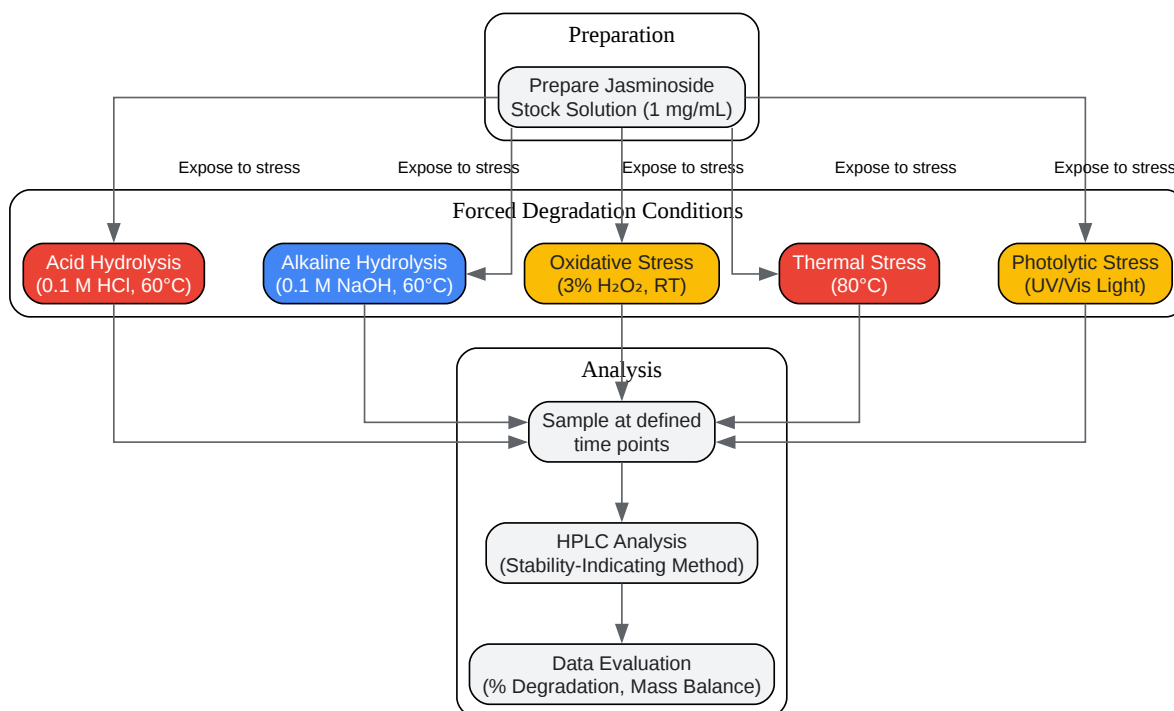 Preparation
Prepare Jasminoside
Stock Solution (1 mg/mL)
Expose to stress
Expose to stress
Expose to stress
Expose to stress
Expose to stress
Forced Degradation Conditions
Acid Hydrolysis
(0.1 M HCl, 60°C)
Alkaline Hydrolysis
(0.1 M NaOH, 60°C)
Oxidative Stress
(3% H₂O₂, RT)
Thermal Stress
(80°C)
Photolytic Stress
(UV/Vis Light)
Analysis
Sample at defined
time points
HPLC Analysis
(Stability-Indicating Method)
Data Evaluation
(% Degradation, Mass Balance)